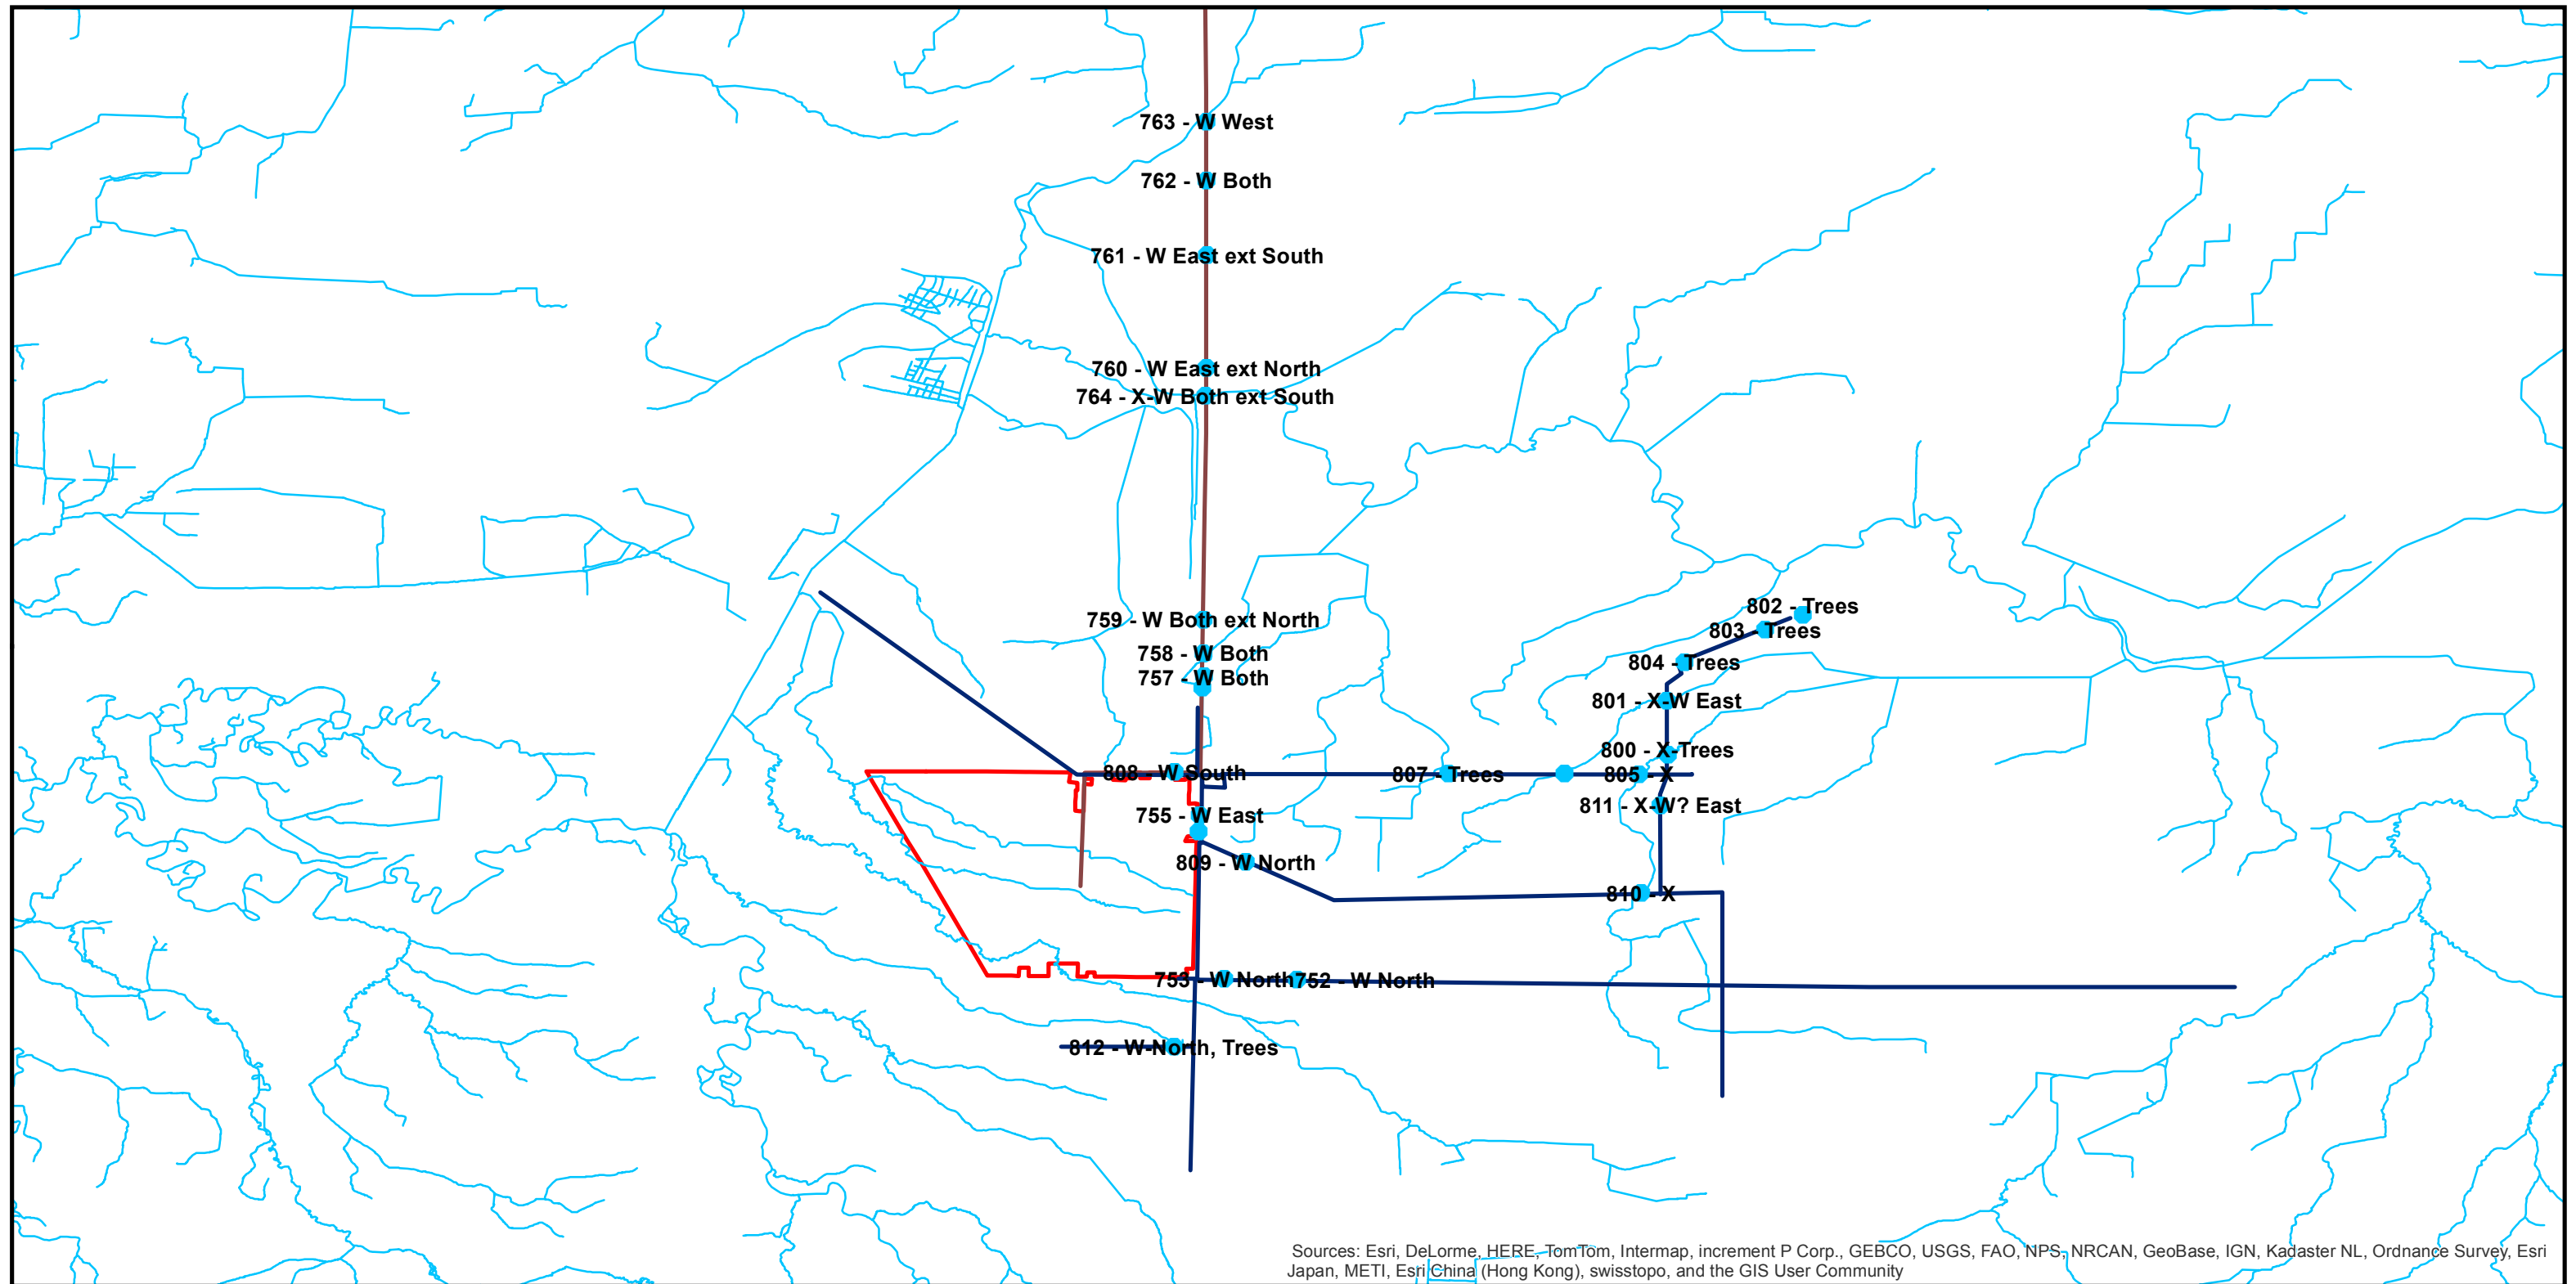 763 - W West
762 - W Both
761 - W East ext South
760 - W East ext North
764 - X-W Both ext South
759 - W Both ext North
758 - W Both
757 - W Both
802 - Trees
803 - Trees
804 - Trees
801 - X-W East
800 - X-Trees
808 - W South
807 - Trees
805 - X
811 - X-W? East
755 - W East
809 - W North
810 - X
753 - W North
752 - W North
812 - W-North, Trees
Sources: Esri, DeLorme, HERE, TomTom, Intermap, increment P Corp., GEBCO, USGS, FAO, NPS, NRCAN, GeoBase, IGN, Kadaster NL, Ordnance Survey, Esri
Japan, METI, Esri China (Hong Kong), swisstopo, and the GIS User Community